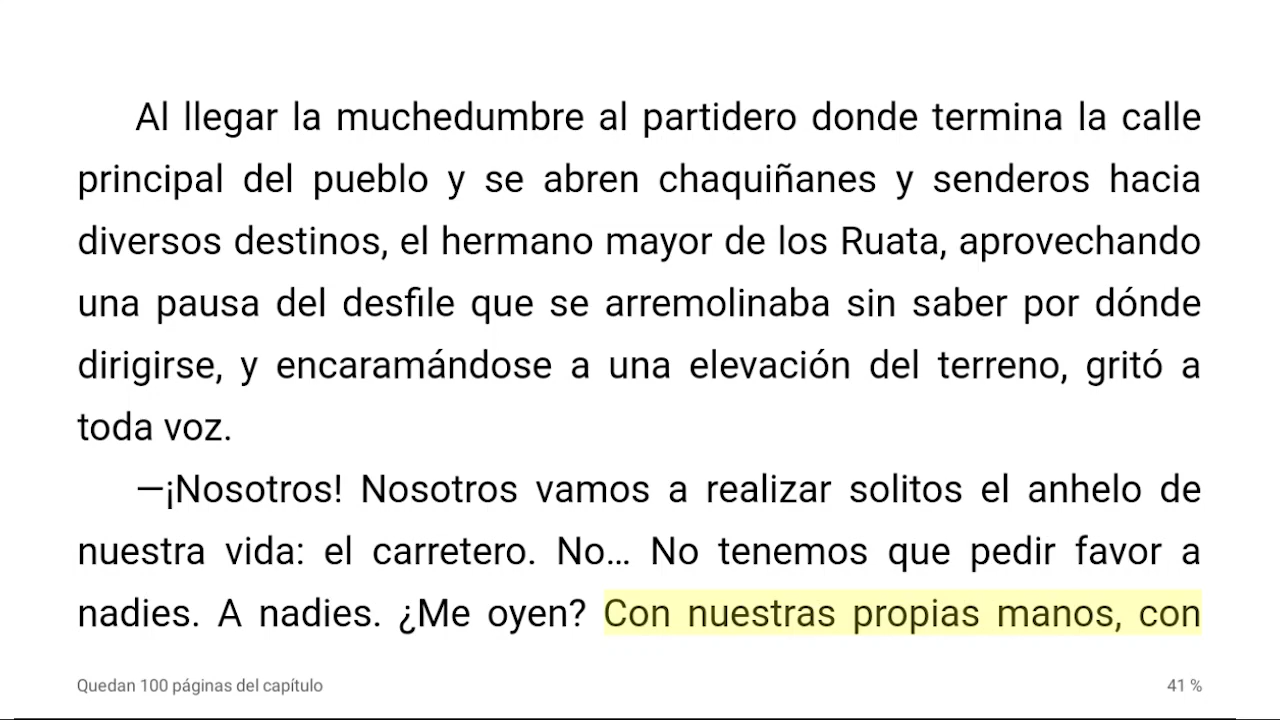 Al llegar la muchedumbre al partidero donde termina la calle
principal del pueblo y se abren chaquiñanes y senderos hacia
diversos destinos, el hermano mayor de los Ruata, aprovechando
una pausa del desfile que se arremolinaba sin saber por dónde
dirigirse, y encaramándose a una elevación del terreno, gritó a
toda voz.
—¡Nosotros! Nosotros vamos a realizar solitos el anhelo de
nuestra vida: el carretero. No... No tenemos que pedir favor a
nadies. A nadies. ¿Me oyen? Con nuestras propias manos, con
Quedan 100 páginas del capítulo
41 %